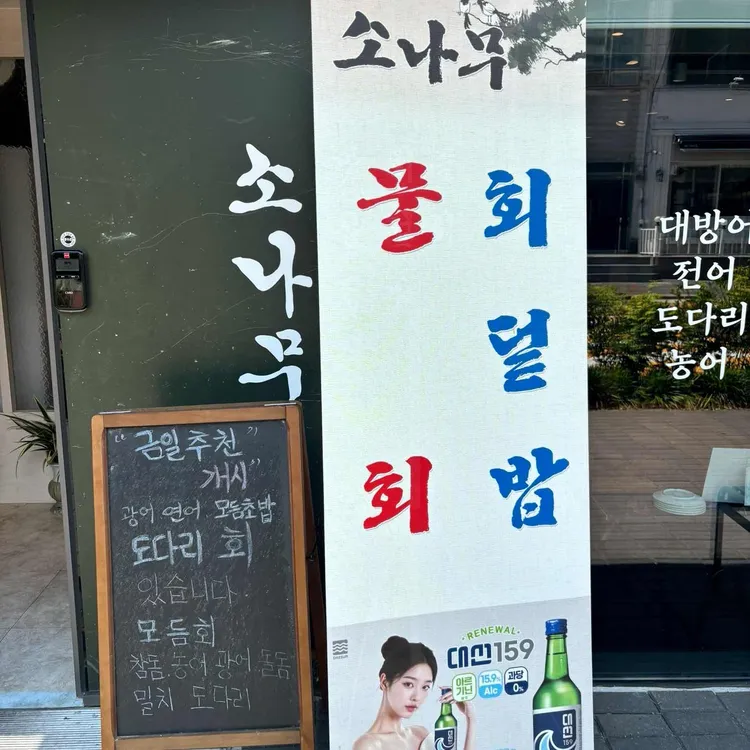 소나무
물회
회덮밥
RENEWAL
대선159
아르기닌
15.9%
Alc
과당
0%
소나무
"금일추천"
개시"
광어 연어 모듬초밥
도다리 회
있습니다
모듬회
참돔 농어 광어 돌돔
밀치 도다리
대방어
전어
도다리
농어